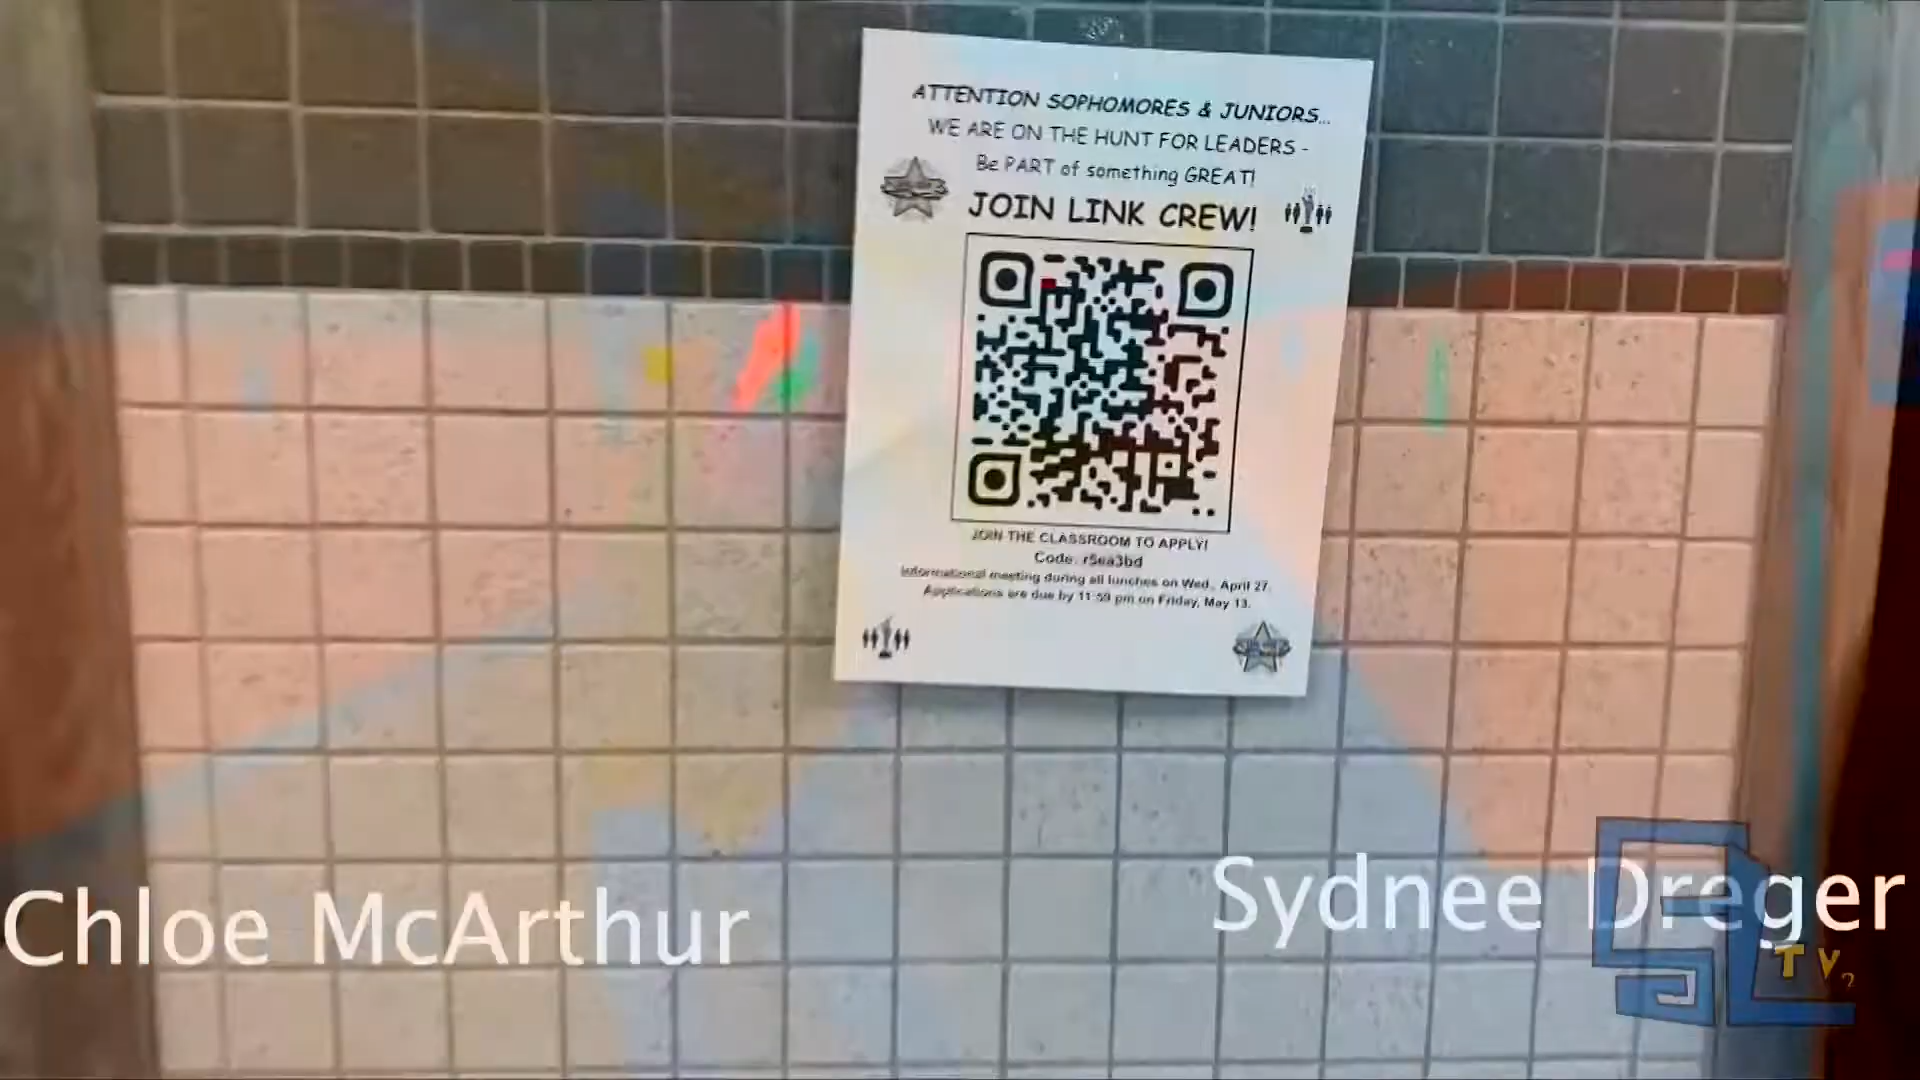 ATTENTION SOPHOMORES & JUNIORS...
WE ARE ON THE HUNT FOR LEADERS -
Be PART of something GREAT!
JOIN LINK CREW!
JOIN THE CLASSROOM TO APPLY!
Code: r5ea3bd
Informational meeting during all lunches on Wed., April 27.
Applications are due by 11:59 pm on Friday, May 13.
Chloe McArthur
Sydnee Dreger
TV